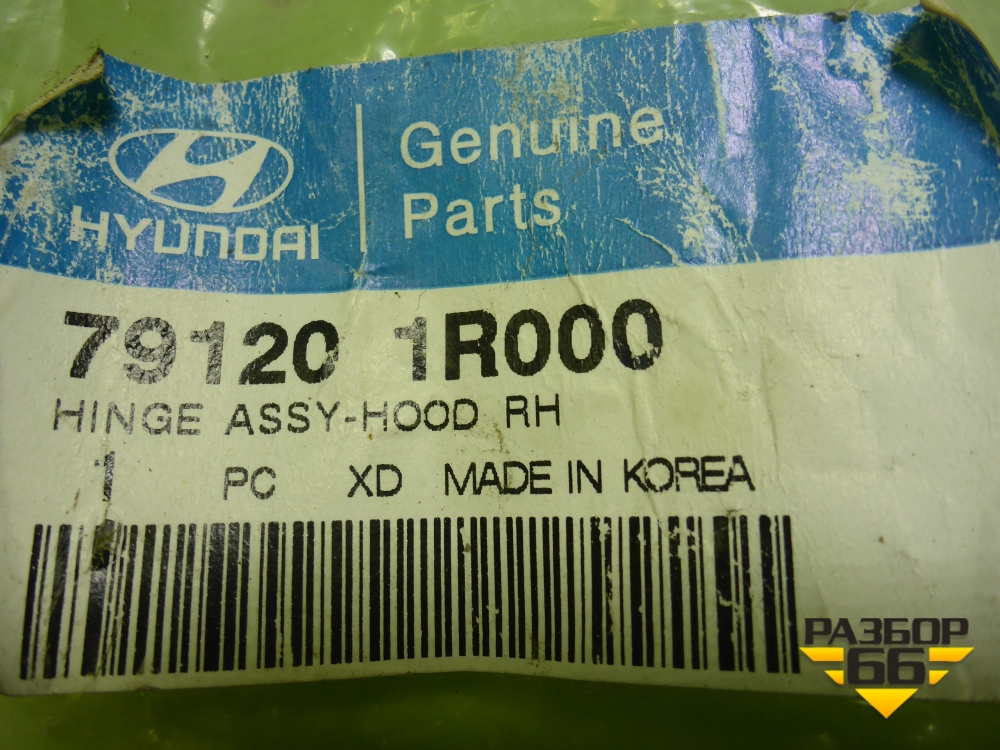 HYUNDAI
Genuine
Parts
79120 1R000
HINGE ASSY-HOOD RH
1 PC XD MADE IN KOREA
РАЗБОР
66